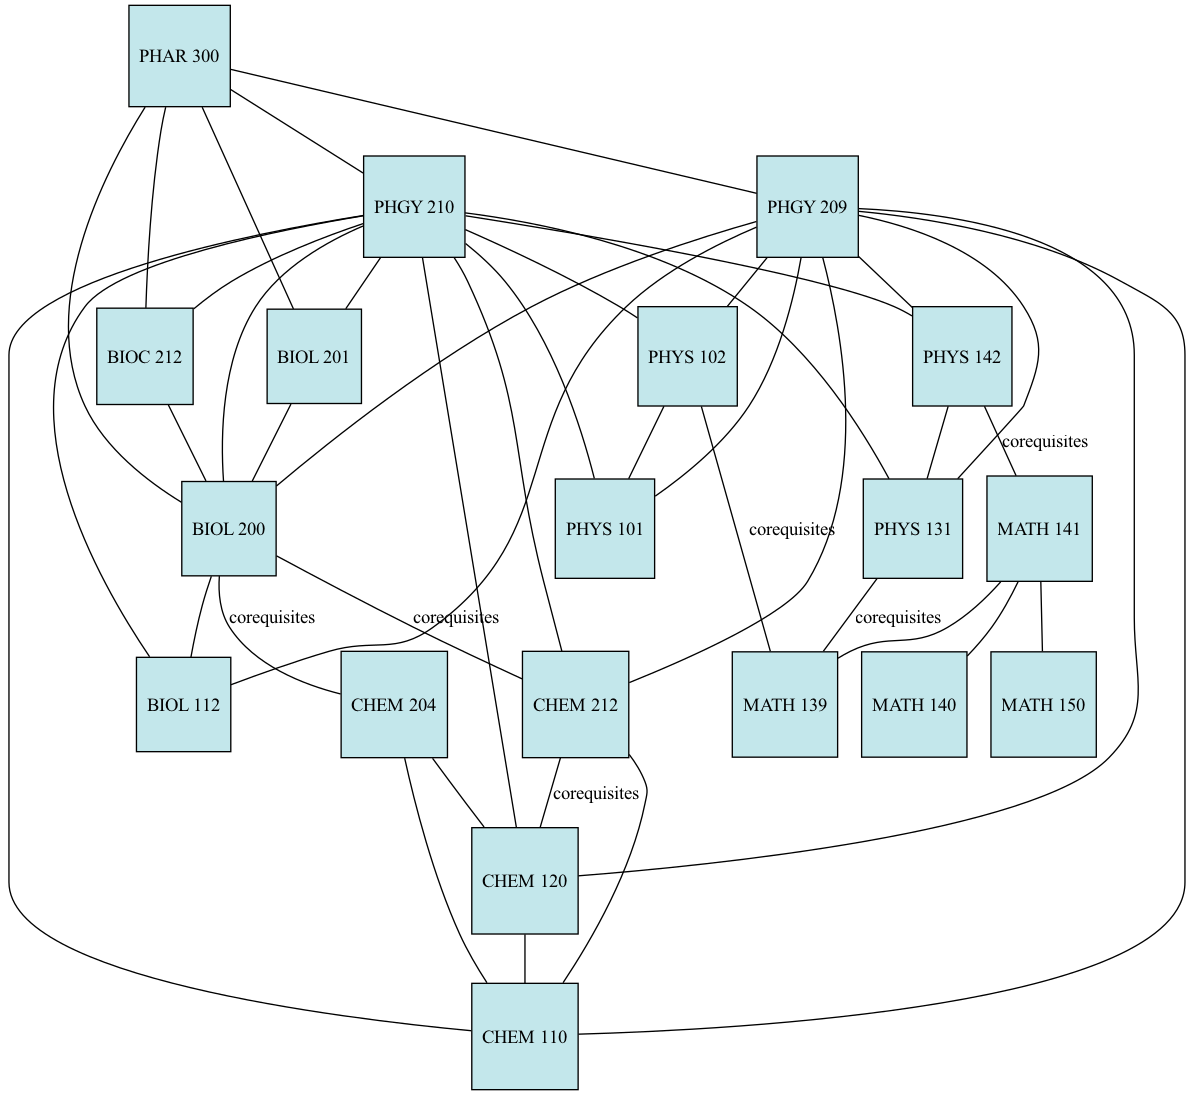 PHAR 300
PHGY 210
PHGY 209
BIOC 212
BIOL 201
PHYS 102
PHYS 142
corequisites
BIOL 200
PHYS 101
corequisites
PHYS 131
MATH 141
corequisites
corequisites
corequisites
BIOL 112
CHEM 204
CHEM 212
MATH 139
MATH 140
MATH 150
corequisites
CHEM 120
CHEM 110